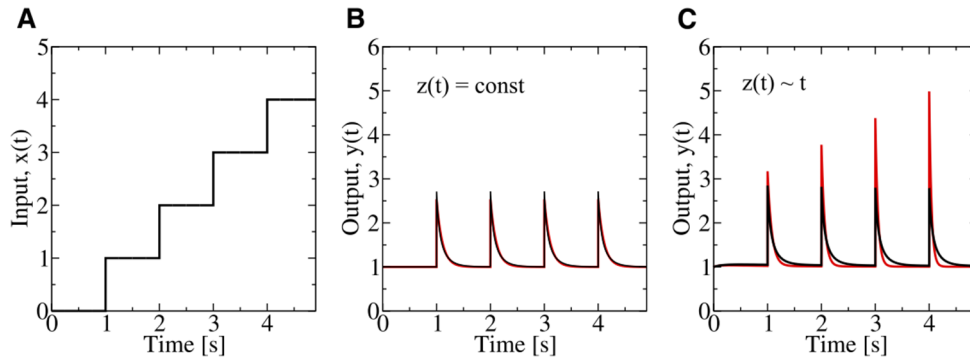 A
5
4
3
2
1
0
Input, x(t)
0 1 2 3 4
Time [s]
B
6
5
4
3
2
1
0
Output, y(t)
z(t) = const
0 1 2 3 4
Time [s]
C
6
5
4
3
2
1
0
Output, y(t)
z(t) ~ t
0 1 2 3 4
Time [s]